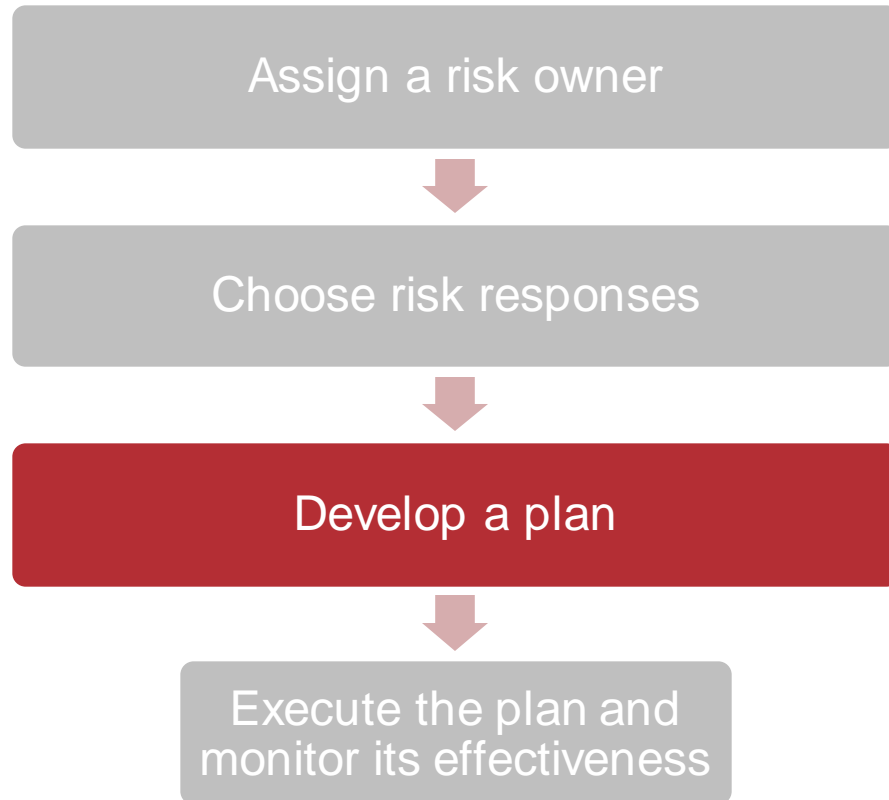 Assign a risk owner
Choose risk responses
Develop a plan
Execute the plan and
monitor its effectiveness